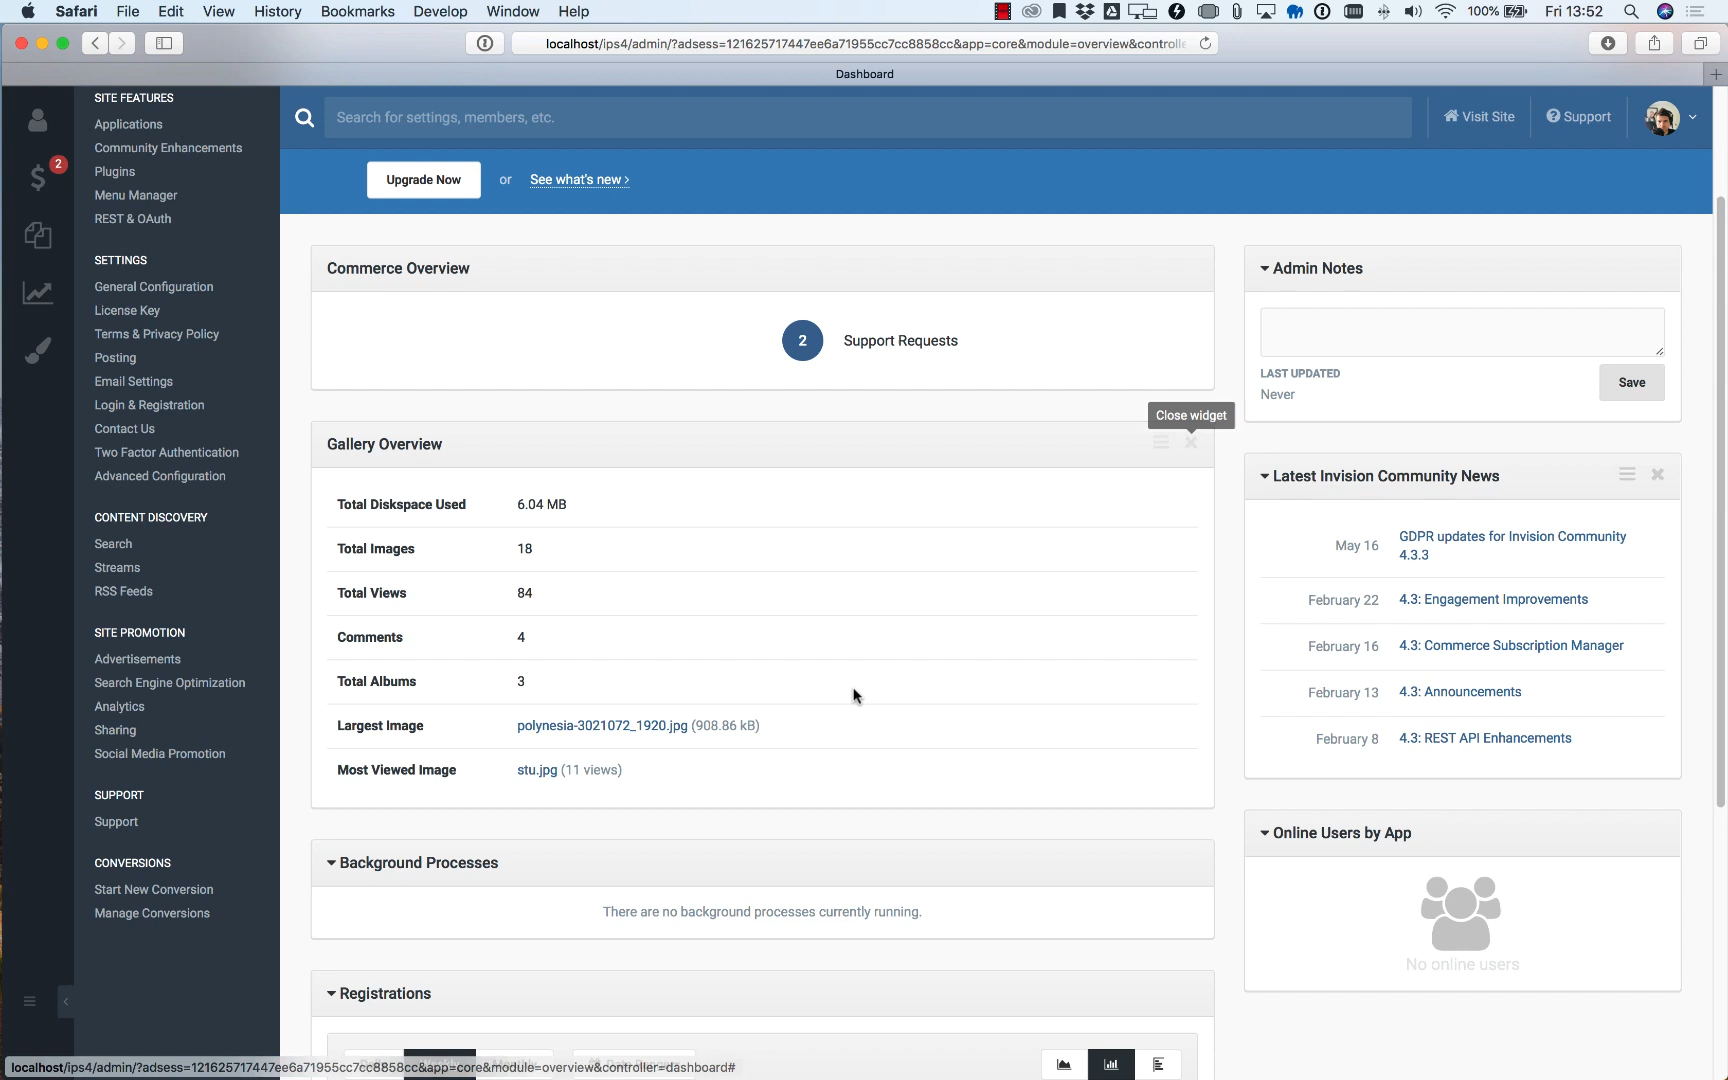 Safari File Edit View History Bookmarks Develop Window Help 100% Fri 13:52
localhost/ips4/admin/?adsess=121625717447ee6a71955cc7cc8858cc&app=core&module=overview&controlle
Dashboard
SITE FEATURES
Applications
Community Enhancements
Plugins
Menu Manager
REST & OAuth
SETTINGS
General Configuration
License Key
Terms & Privacy Policy
Posting
Email Settings
Login & Registration
Contact Us
Two Factor Authentication
Advanced Configuration
CONTENT DISCOVERY
Search
Streams
RSS Feeds
SITE PROMOTION
Advertisements
Search Engine Optimization
Analytics
Sharing
Social Media Promotion
SUPPORT
Support
CONVERSIONS
Start New Conversion
Manage Conversions
2
Search for settings, members, etc.
Visit Site
Support
Upgrade Now or See what's new ›
Commerce Overview
2 Support Requests
Close widget
Gallery Overview
Total Diskspace Used 6.04 MB
Total Images 18
Total Views 84
Comments 4
Total Albums 3
Largest Image polynesia-3021072_1920.jpg (908.86 kB)
Most Viewed Image stu.jpg (11 views)
Background Processes
There are no background processes currently running.
Registrations
Admin Notes
LAST UPDATED
Never
Save
Latest Invision Community News
May 16 GDPR updates for Invision Community
4.3.3
February 22 4.3: Engagement Improvements
February 16 4.3: Commerce Subscription Manager
February 13 4.3: Announcements
February 8 4.3: REST API Enhancements
Online Users by App
No online users
localhost/ips4/admin/?adsess=121625717447ee6a71955cc7cc8858cc&app=core&module=overview&controller=dashboard#